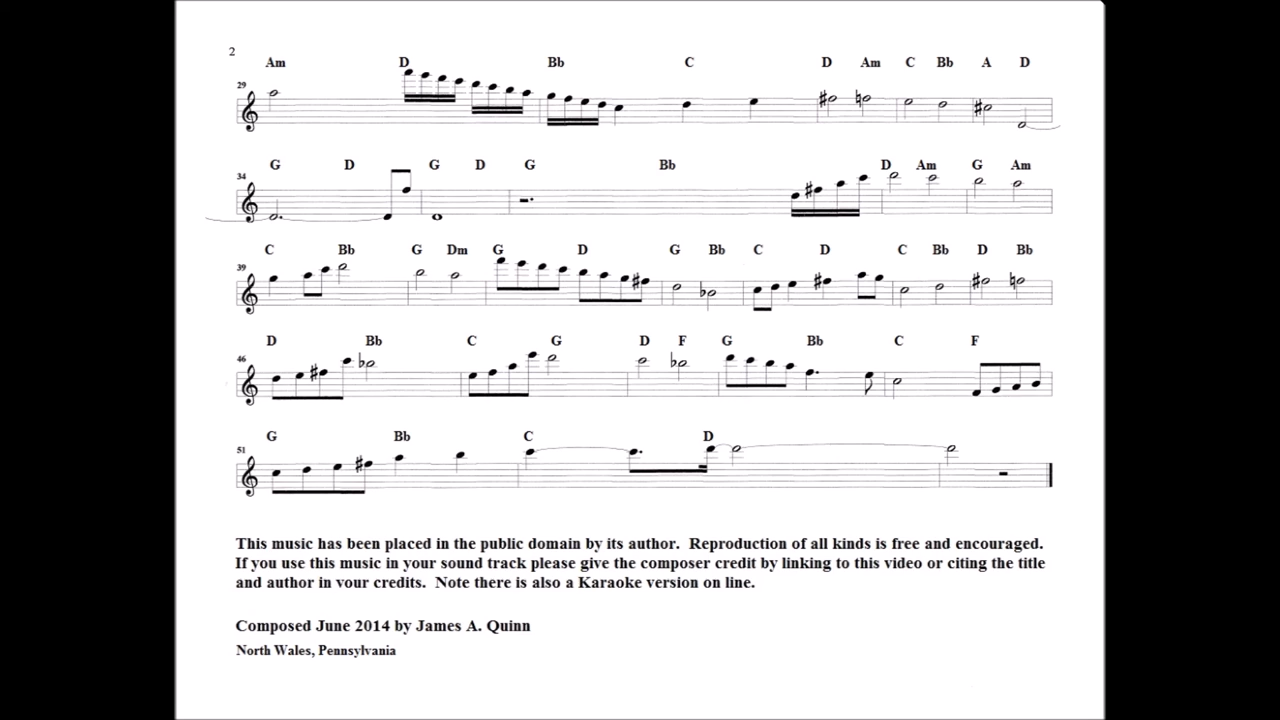 2
Am D Bb C D Am C Bb A D
29
G D G D G Bb D Am G Am
34
C Bb G Dm G D G Bb C D C Bb D Bb
39
D Bb C G D F G Bb C F
46
G Bb C D
51
This music has been placed in the public domain by its author. Reproduction of all kinds is free and encouraged.
If you use this music in your sound track please give the composer credit by linking to this video or citing the title
and author in your credits. Note there is also a Karaoke version on line.
Composed June 2014 by James A. Quinn
North Wales, Pennsylvania